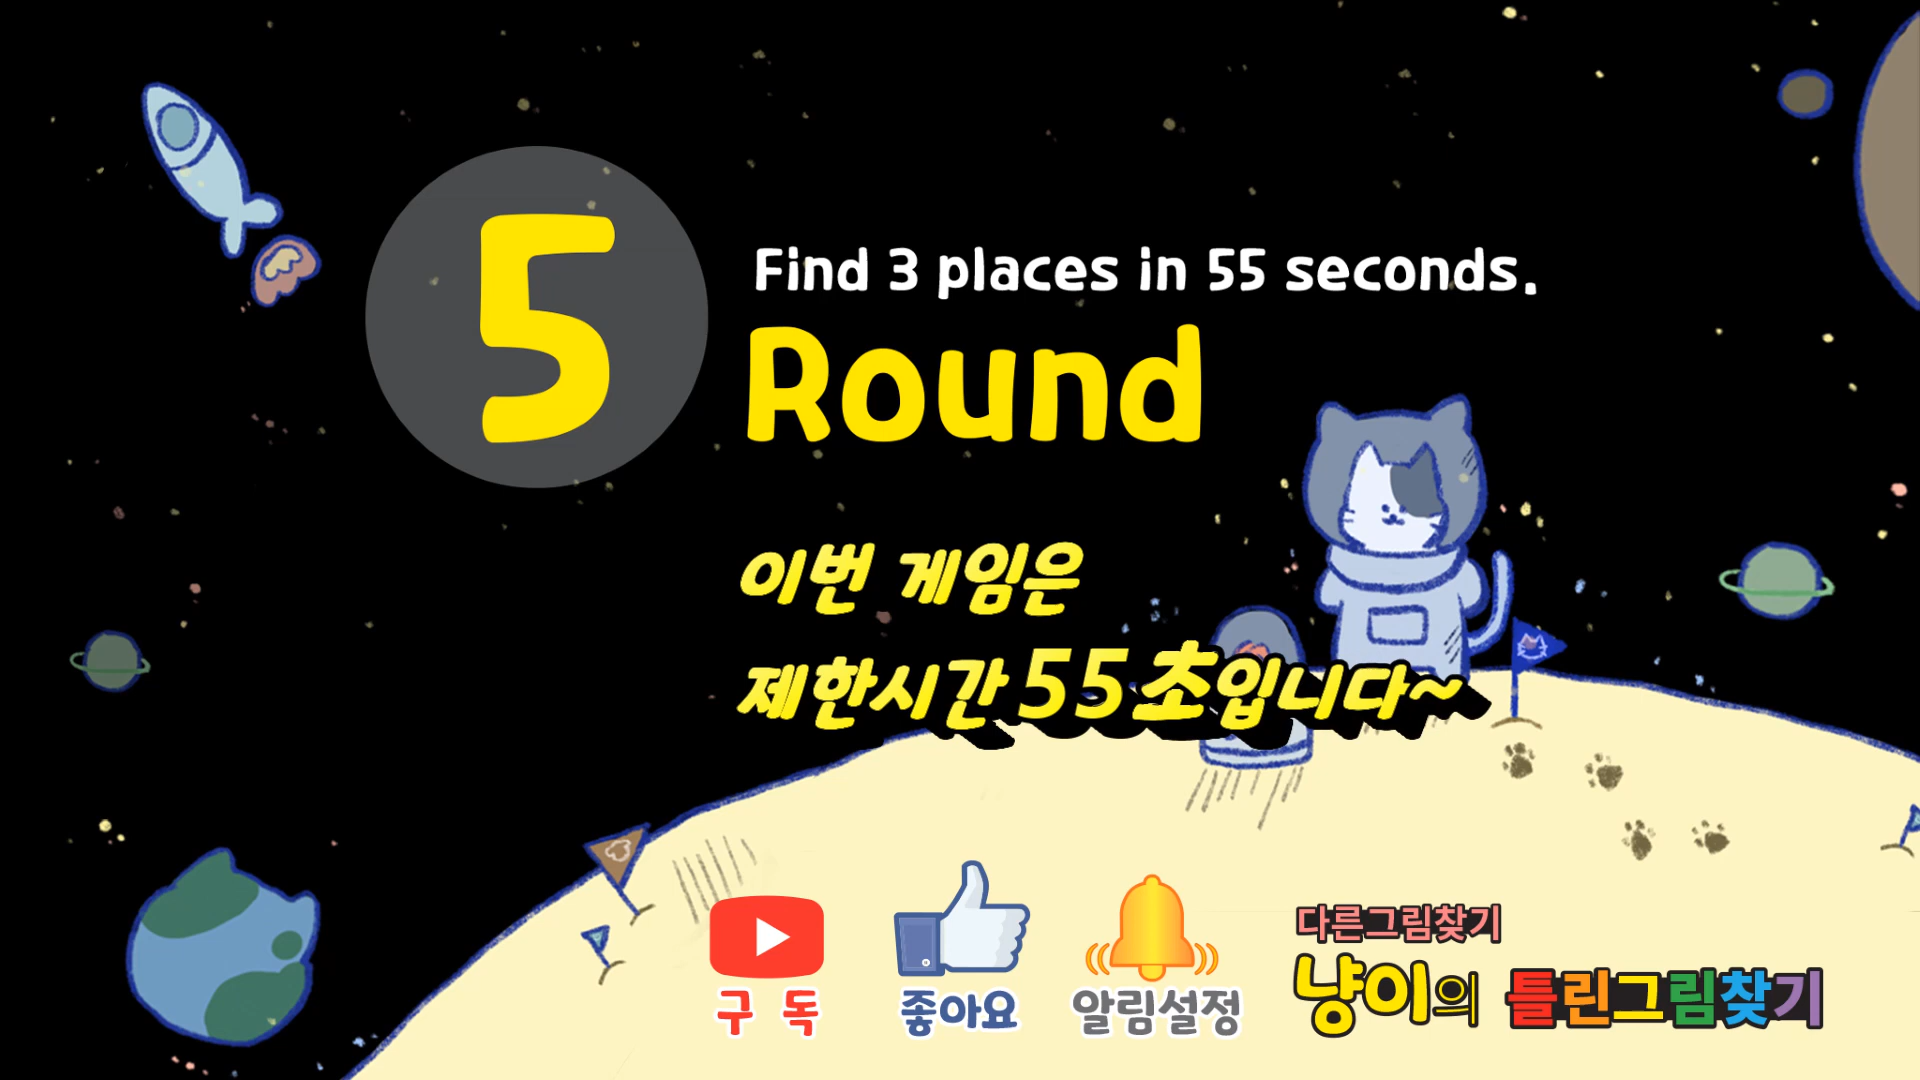 5
Find 3 places in 55 seconds.
Round
이번 게임은
제한시간 55초입니다~
구 독
좋아요
알림설정
다른그림찾기
냥이의 틀린그림찾기